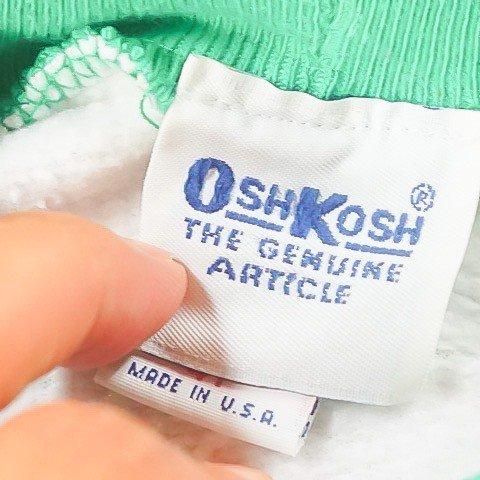 OSHKOSH®
THE GENUINE
ARTICLE
MADE IN U.S.A.